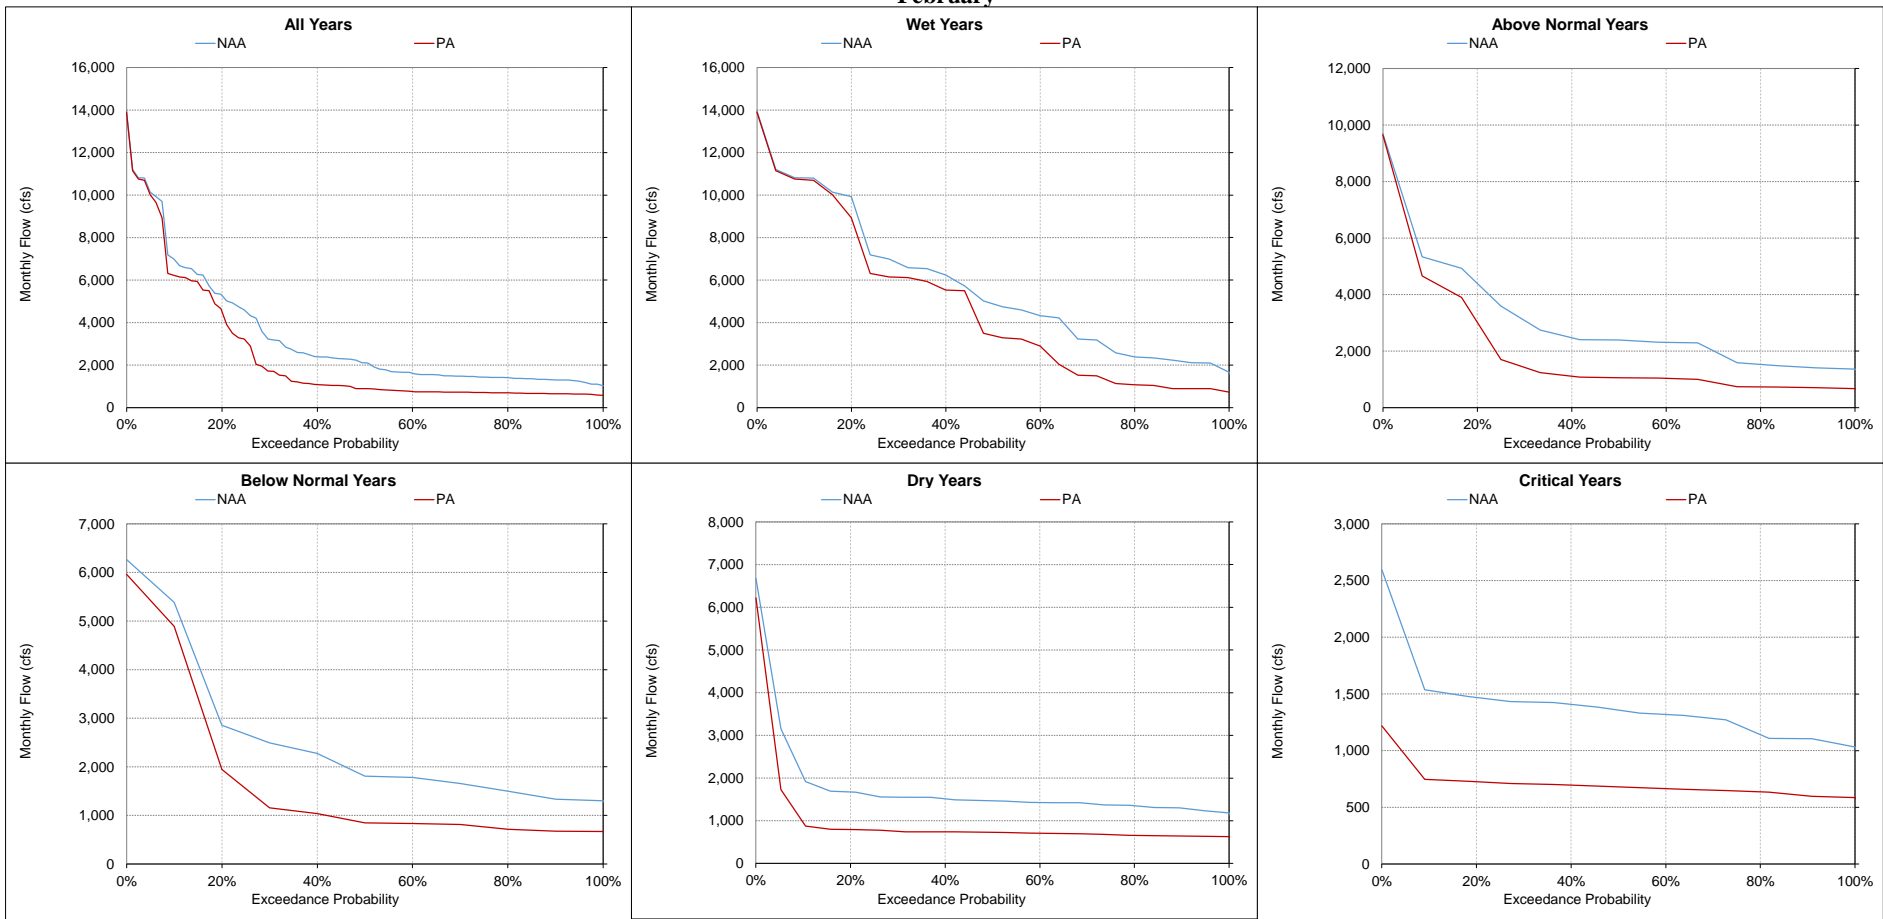 February
All Years
NAA PA
16,000
14,000
12,000
10,000
8,000
6,000
4,000
2,000
0
0% 20% 40% 60% 80% 100%
Monthly Flow (cfs)
Exceedance Probability
Wet Years
NAA PA
16,000
14,000
12,000
10,000
8,000
6,000
4,000
2,000
0
0% 20% 40% 60% 80% 100%
Monthly Flow (cfs)
Exceedance Probability
Above Normal Years
NAA PA
12,000
10,000
8,000
6,000
4,000
2,000
0
0% 20% 40% 60% 80% 100%
Monthly Flow (cfs)
Exceedance Probability
Below Normal Years
NAA PA
7,000
6,000
5,000
4,000
3,000
2,000
1,000
0
0% 20% 40% 60% 80% 100%
Monthly Flow (cfs)
Exceedance Probability
Dry Years
NAA PA
8,000
7,000
6,000
5,000
4,000
3,000
2,000
1,000
0
0% 20% 40% 60% 80% 100%
Monthly Flow (cfs)
Exceedance Probability
Critical Years
NAA PA
3,000
2,500
2,000
1,500
1,000
500
0
0% 20% 40% 60% 80% 100%
Monthly Flow (cfs)
Exceedance Probability